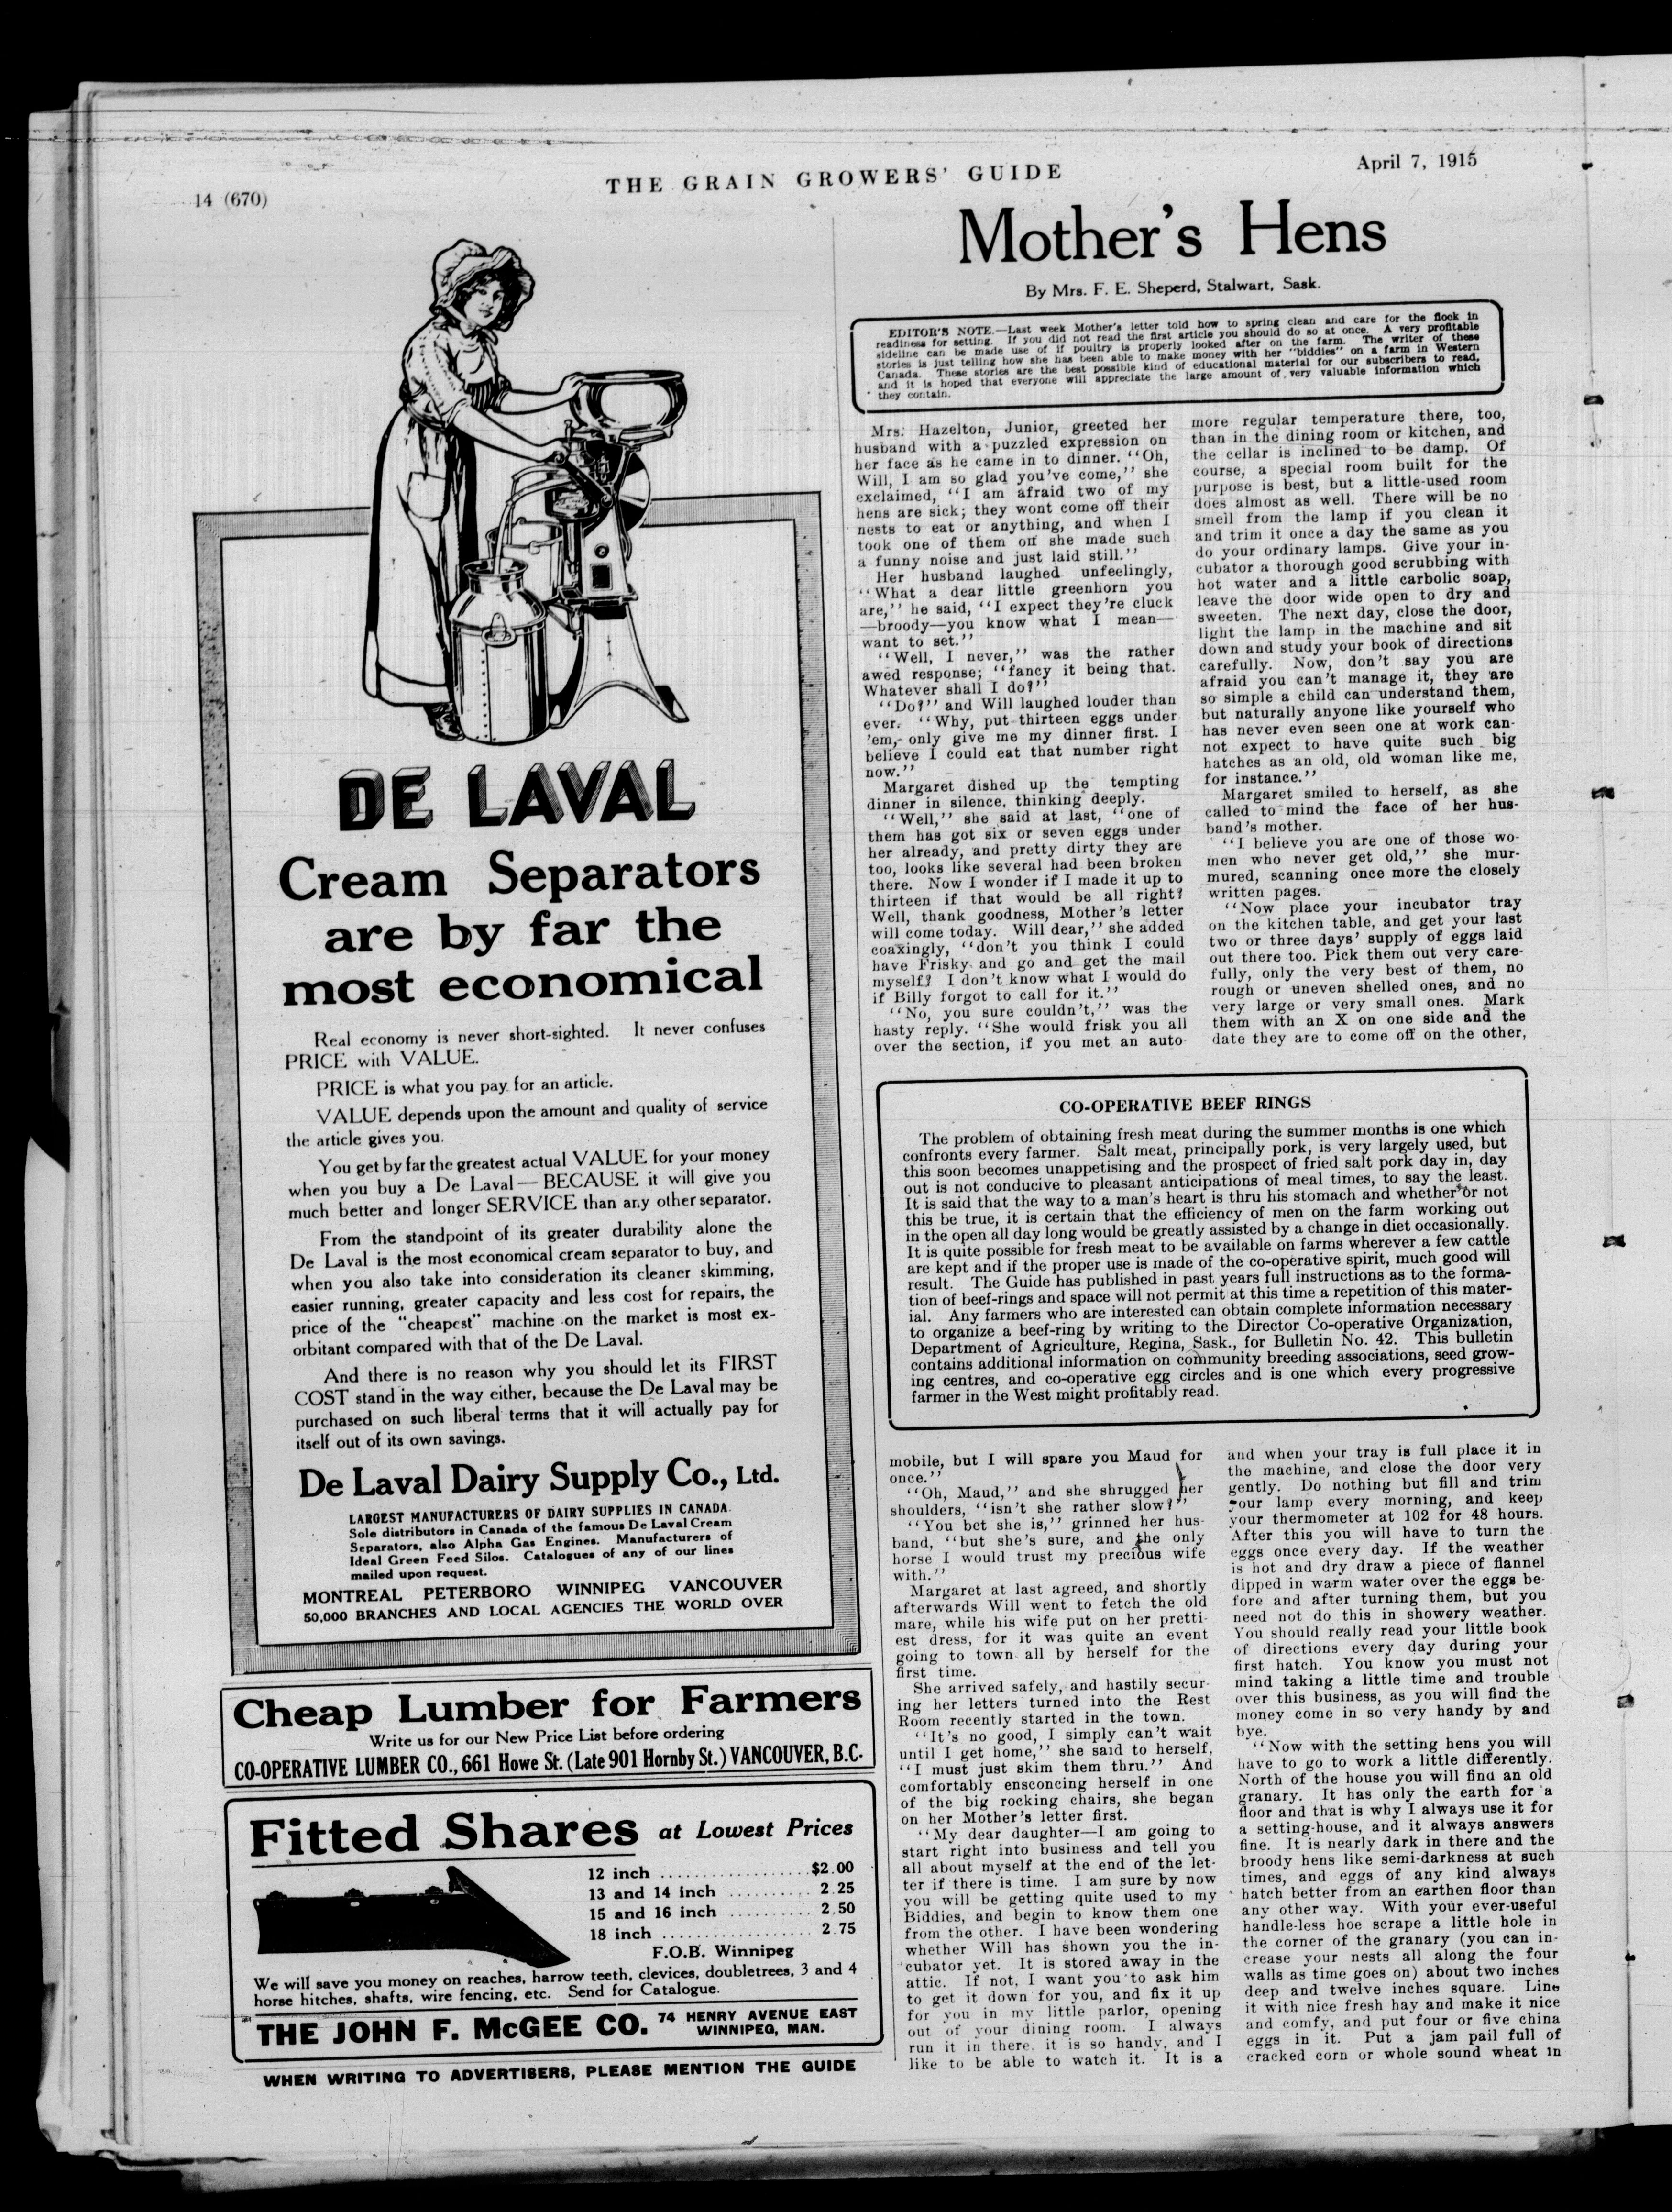 14 (670)
THE GRAIN GROWERS' GUIDE
April 7, 1915
DE LAVAL
Cream Separators
are by far the
most economical
Real economy is never short-sighted. It never confuses
PRICE with VALUE.
PRICE is what you pay for an article.
VALUE depends upon the amount and quality of service
the article gives you.
You get by far the greatest actual VALUE for your money
when you buy a De Laval—BECAUSE it will give you
much better and longer SERVICE than any other separator.
From the standpoint of its greater durability alone the
De Laval is the most economical cream separator to buy, and
when you also take into consideration its cleaner skimming,
easier running, greater capacity and less cost for repairs, the
price of the "cheapest" machine on the market is most ex-
orbitant compared with that of the De Laval.
And there is no reason why you should let its FIRST
COST stand in the way either, because the De Laval may be
purchased on such liberal terms that it will actually pay for
itself out of its own savings.
De Laval Dairy Supply Co., Ltd.
LARGEST MANUFACTURERS OF DAIRY SUPPLIES IN CANADA.
Sole distributors in Canada of the famous De Laval Cream
Separators, also Alpha Gas Engines. Manufacturers of
Ideal Green Feed Silos. Catalogues of any of our lines
mailed upon request.
MONTREAL PETERBORO WINNIPEG VANCOUVER
50,000 BRANCHES AND LOCAL AGENCIES THE WORLD OVER
Cheap Lumber for Farmers
Write us for our New Price List before ordering
CO-OPERATIVE LUMBER CO., 661 Howe St. (Late 901 Hornby St.) VANCOUVER, B.C.
Fitted Shares at Lowest Prices
12 inch .................. $2.00
13 and 14 inch .......... 2.25
15 and 16 inch .......... 2.50
18 inch .................. 2.75
F.O.B. Winnipeg
We will save you money on reaches, harrow teeth, clevices, doubletrees, 3 and 4
horse hitches, shafts, wire fencing, etc. Send for Catalogue.
THE JOHN F. McGEE CO. 74 HENRY AVENUE EAST
WINNIPEG, MAN.
WHEN WRITING TO ADVERTISERS, PLEASE MENTION THE GUIDE
Mother's Hens
By Mrs. F. E. Sheperd, Stalwart, Sask.
EDITOR'S NOTE.—Last week Mother's letter told how to spring clean and care for the flock in
readiness for setting. If you did not read the first article you should do so at once. A very profitable
sideline can be made use of if poultry is properly looked after on the farm. The writer of these
stories is just telling how she has been able to make money with her "biddies" on a farm in Western
Canada. These stories are the best possible kind of educational material for our subscribers to read,
and it is hoped that everyone will appreciate the large amount of very valuable information which
they contain.
Mrs. Hazelton, Junior, greeted her
husband with a puzzled expression on
her face as he came in to dinner. "Oh,
Will, I am so glad you've come," she
exclaimed, "I am afraid two of my
hens are sick; they wont come off their
nests to eat or anything, and when I
took one of them off she made such
a funny noise and just laid still."
Her husband laughed unfeelingly,
"What a dear little greenhorn you
are," he said, "I expect they're cluck
—broody—you know what I mean—
want to set."
"Well, I never," was the rather
awed response; "fancy it being that.
Whatever shall I do?"
"Do?" and Will laughed louder than
ever. "Why, put thirteen eggs under
'em, only give me my dinner first. I
believe I could eat that number right
now."
Margaret dished up the tempting
dinner in silence, thinking deeply.
"Well," she said at last, "one of
them has got six or seven eggs under
her already, and pretty dirty they are
too, looks like several had been broken
there. Now I wonder if I made it up to
thirteen if that would be all right?
Well, thank goodness, Mother's letter
will come today. Will dear," she added
coaxingly, "don't you think I could
have Frisky and go and get the mail
myself? I don't know what I would do
if Billy forgot to call for it."
"No, you sure couldn't," was the
hasty reply. "She would frisk you all
over the section, if you met an auto-
more regular temperature there, too,
than in the dining room or kitchen, and
the cellar is inclined to be damp. Of
course, a special room built for the
purpose is best, but a little-used room
does almost as well. There will be no
smell from the lamp if you clean it
and trim it once a day the same as you
do your ordinary lamps. Give your in-
cubator a thorough good scrubbing with
hot water and a little carbolic soap,
leave the door wide open to dry and
sweeten. The next day, close the door,
light the lamp in the machine and sit
down and study your book of directions
carefully. Now, don't say you are
afraid you can't manage it, they are
so simple a child can understand them,
but naturally anyone like yourself who
has never even seen one at work can-
not expect to have quite such big
hatches as an old, old woman like me,
for instance."
Margaret smiled to herself, as she
called to mind the face of her hus-
band's mother.
"I believe you are one of those wo-
men who never get old," she mur-
mured, scanning once more the closely
written pages.
"Now place your incubator tray
on the kitchen table, and get your last
two or three days' supply of eggs laid
out there too. Pick them out very care-
fully, only the very best of them, no
rough or uneven shelled ones, and no
very large or very small ones. Mark
them with an X on one side and the
date they are to come off on the other,
CO-OPERATIVE BEEF RINGS
The problem of obtaining fresh meat during the summer months is one which
confronts every farmer. Salt meat, principally pork, is very largely used, but
this soon becomes unappetising and the prospect of fried salt pork day in, day
out is not conducive to pleasant anticipations of meal times, to say the least.
It is said that the way to a man's heart is thru his stomach and whether or not
this be true, it is certain that the efficiency of men on the farm working out
in the open all day long would be greatly assisted by a change in diet occasionally.
It is quite possible for fresh meat to be available on farms wherever a few cattle
are kept and if the proper use is made of the co-operative spirit, much good will
result. The Guide has published in past years full instructions as to the forma-
tion of beef-rings and space will not permit at this time a repetition of this mater-
ial. Any farmers who are interested can obtain complete information necessary
to organize a beef-ring by writing to the Director Co-operative Organization,
Department of Agriculture, Regina, Sask., for Bulletin No. 42. This bulletin
contains additional information on community breeding associations, seed grow-
ing centres, and co-operative egg circles and is one which every progressive
farmer in the West might profitably read.
mobile, but I will spare you Maud for
once."
"Oh, Maud," and she shrugged her
shoulders, "isn't she rather slow?"
"You bet she is," grinned her hus-
band, "but she's sure, and the only
horse I would trust my precious wife
with."
Margaret at last agreed, and shortly
afterwards Will went to fetch the old
mare, while his wife put on her pretti-
est dress, for it was quite an event
going to town all by herself for the
first time.
She arrived safely, and hastily secur-
ing her letters turned into the Rest
Room recently started in the town.
"It's no good, I simply can't wait
until I get home," she said to herself,
"I must just skim them thru." And
comfortably ensconcing herself in one
of the big rocking chairs, she began
on her Mother's letter first.
"My dear daughter—I am going to
start right into business and tell you
all about myself at the end of the let-
ter if there is time. I am sure by now
you will be getting quite used to my
Biddies, and begin to know them one
from the other. I have been wondering
whether Will has shown you the in-
cubator yet. It is stored away in the
attic. If not, I want you to ask him
to get it down for you, and fix it up
for you in my little parlor, opening
out of your dining room. I always
run it in there, it is so handy, and I
like to be able to watch it. It is a
and when your tray is full place it in
the machine, and close the door very
gently. Do nothing but fill and trim
your lamp every morning, and keep
your thermometer at 102 for 48 hours.
After this you will have to turn the
eggs once every day. If the weather
is hot and dry draw a piece of flannel
dipped in warm water over the eggs be-
fore and after turning them, but you
need not do this in showery weather.
You should really read your little book
of directions every day during your
first hatch. You know you must not
mind taking a little time and trouble
over this business, as you will find the
money come in so very handy by and
bye.
"Now with the setting hens you will
have to go to work a little differently.
North of the house you will find an old
granary. It has only the earth for a
floor and that is why I always use it for
a setting-house, and it always answers
fine. It is nearly dark in there and the
broody hens like semi-darkness at such
times, and eggs of any kind always
hatch better from an earthen floor than
any other way. With your ever-useful
handle-less hoe scrape a little hole in
the corner of the granary (you can in-
crease your nests all along the four
walls as time goes on) about two inches
deep and twelve inches square. Line
it with nice fresh hay and make it nice
and comfy, and put four or five china
eggs in it. Put a jam pail full of
cracked corn or whole sound wheat in